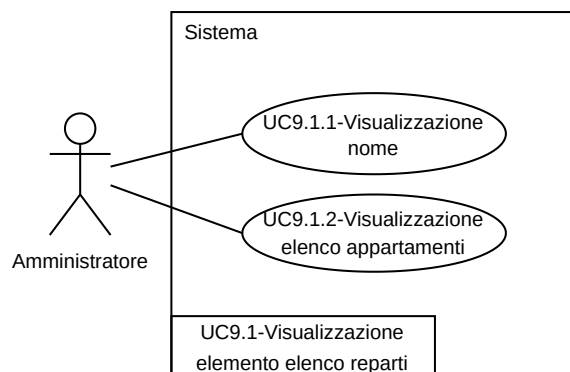 Sistema
UC9.1.1-Visualizzazione
nome
UC9.1.2-Visualizzazione
elenco appartamenti
Amministratore
UC9.1-Visualizzazione
elemento elenco reparti